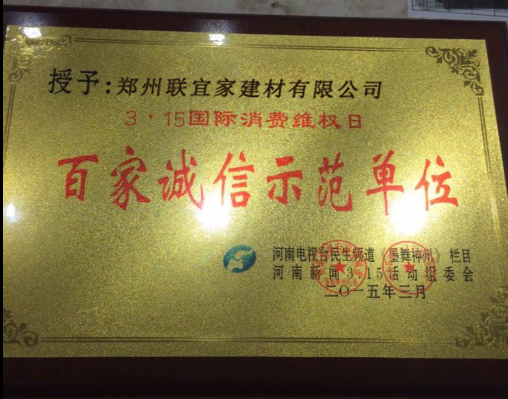 授予:郑州联宜家建材有限公司
3·15国际消费维权日
百家诚信示范单位
河南电视台民生频道《墨舞神州》栏目
河南新闻3·15活动组委会
二〇一五年三月